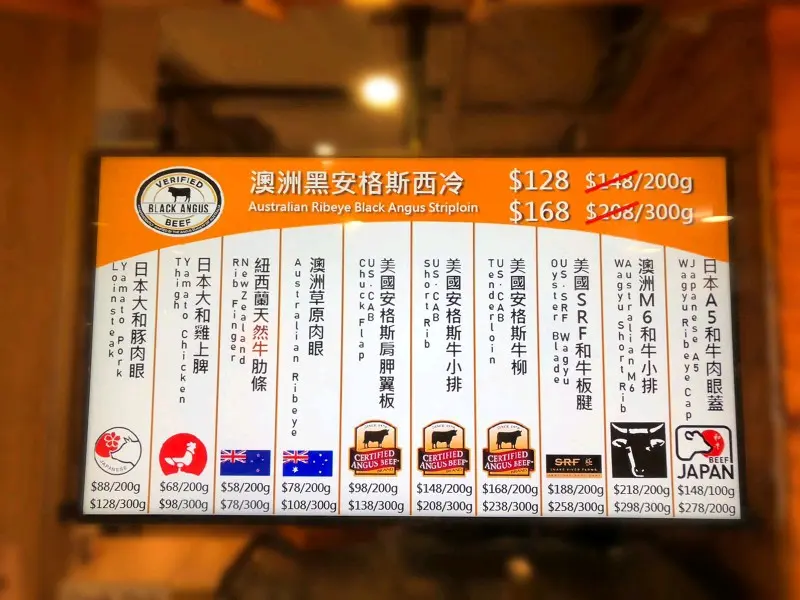 VERIFIED
BLACK ANGUS
BEEF
澳洲黑安格斯西冷
Australian Ribeye Black Angus Striploin
$128 $148/200g
$168 $208/300g
日本大和豚肉眼
Yamato Pork
Loin steak
JAPANESE
$88/200g
$128/300g
日本大和雞上脾
Yamato Chicken
Thigh
$68/200g
$98/300g
紐西蘭天然牛肋條
NewZealand
Rib Finger
$58/200g
$78/300g
澳洲草原肉眼
Australian Ribeye
$78/200g
$108/300g
美國安格斯肩胛翼板
US·CAB
Chuck Flap
CERTIFIED
ANGUS BEEF
$98/200g
$138/300g
美國安格斯牛小排
US·CAB
Short Rib
CERTIFIED
ANGUS BEEF
$148/200g
$208/300g
美國安格斯牛柳
US·CAB
Tenderloin
CERTIFIED
ANGUS BEEF
$168/200g
$238/300g
美國SRF和牛板腱
US·SRF Wagyu
Oyster Blade
SRF 極
$188/200g
$258/300g
澳洲M6和牛小排
Australian M6
Wagyu Short Rib
$218/200g
$298/300g
日本A5和牛肉眼蓋
Japanese A5
Wagyu Ribeye Cap
和牛
BEEF
JAPAN
$148/100g
$278/200g